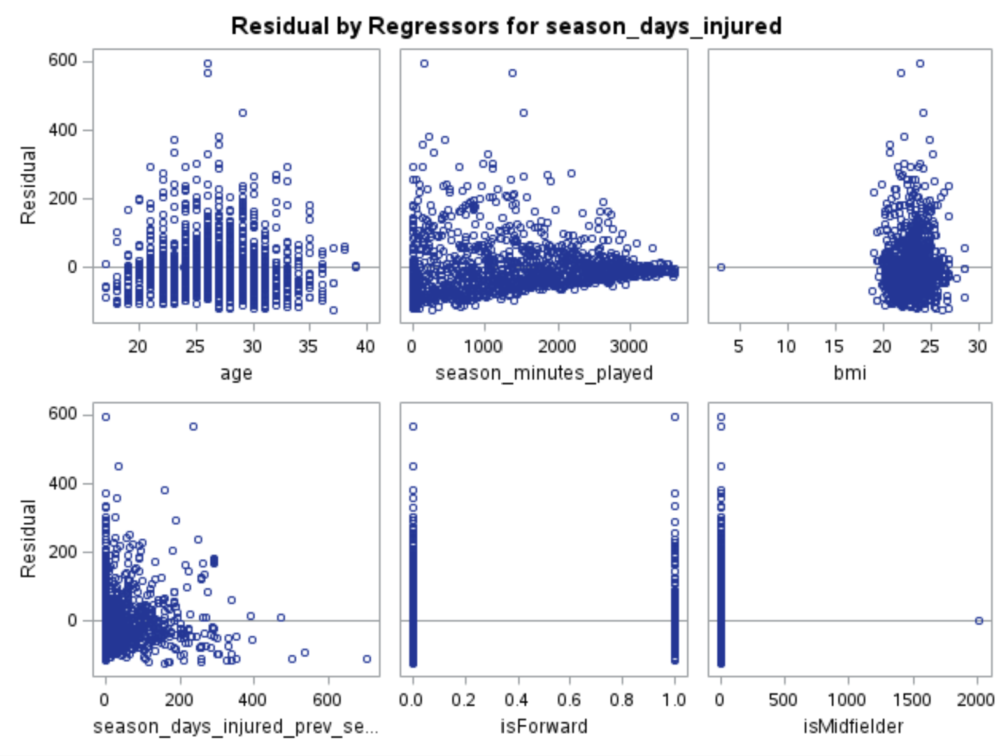 Residual by Regressors for season_days_injured
600
400
200
0
Residual
20 25 30 35 40
age
0 1000 2000 3000
season_minutes_played
5 10 15 20 25 30
bmi
600
400
200
0
Residual
0 200 400 600
season_days_injured_prev_se...
0.0 0.2 0.4 0.6 0.8 1.0
isForward
0 500 1000 1500 2000
isMidfielder